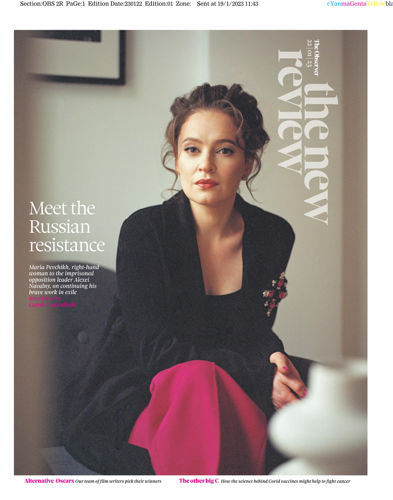 Section:OBS 2R PaGe:1 Edition Date:230122 Edition:01 Zone: Sent at 19/1/2023 11:43
cYanmaGentaYellowbla
The Observer
22 · 01 · 23
the new
review
Meet the
Russian
resistance
Maria Pevchikh, right-hand
woman to the imprisoned
opposition leader Alexei
Navalny, on continuing his
brave work in exile
Alternative Oscars Our team of film writers pick their winners
The other big C How the science behind Covid vaccines might help to fight cancer